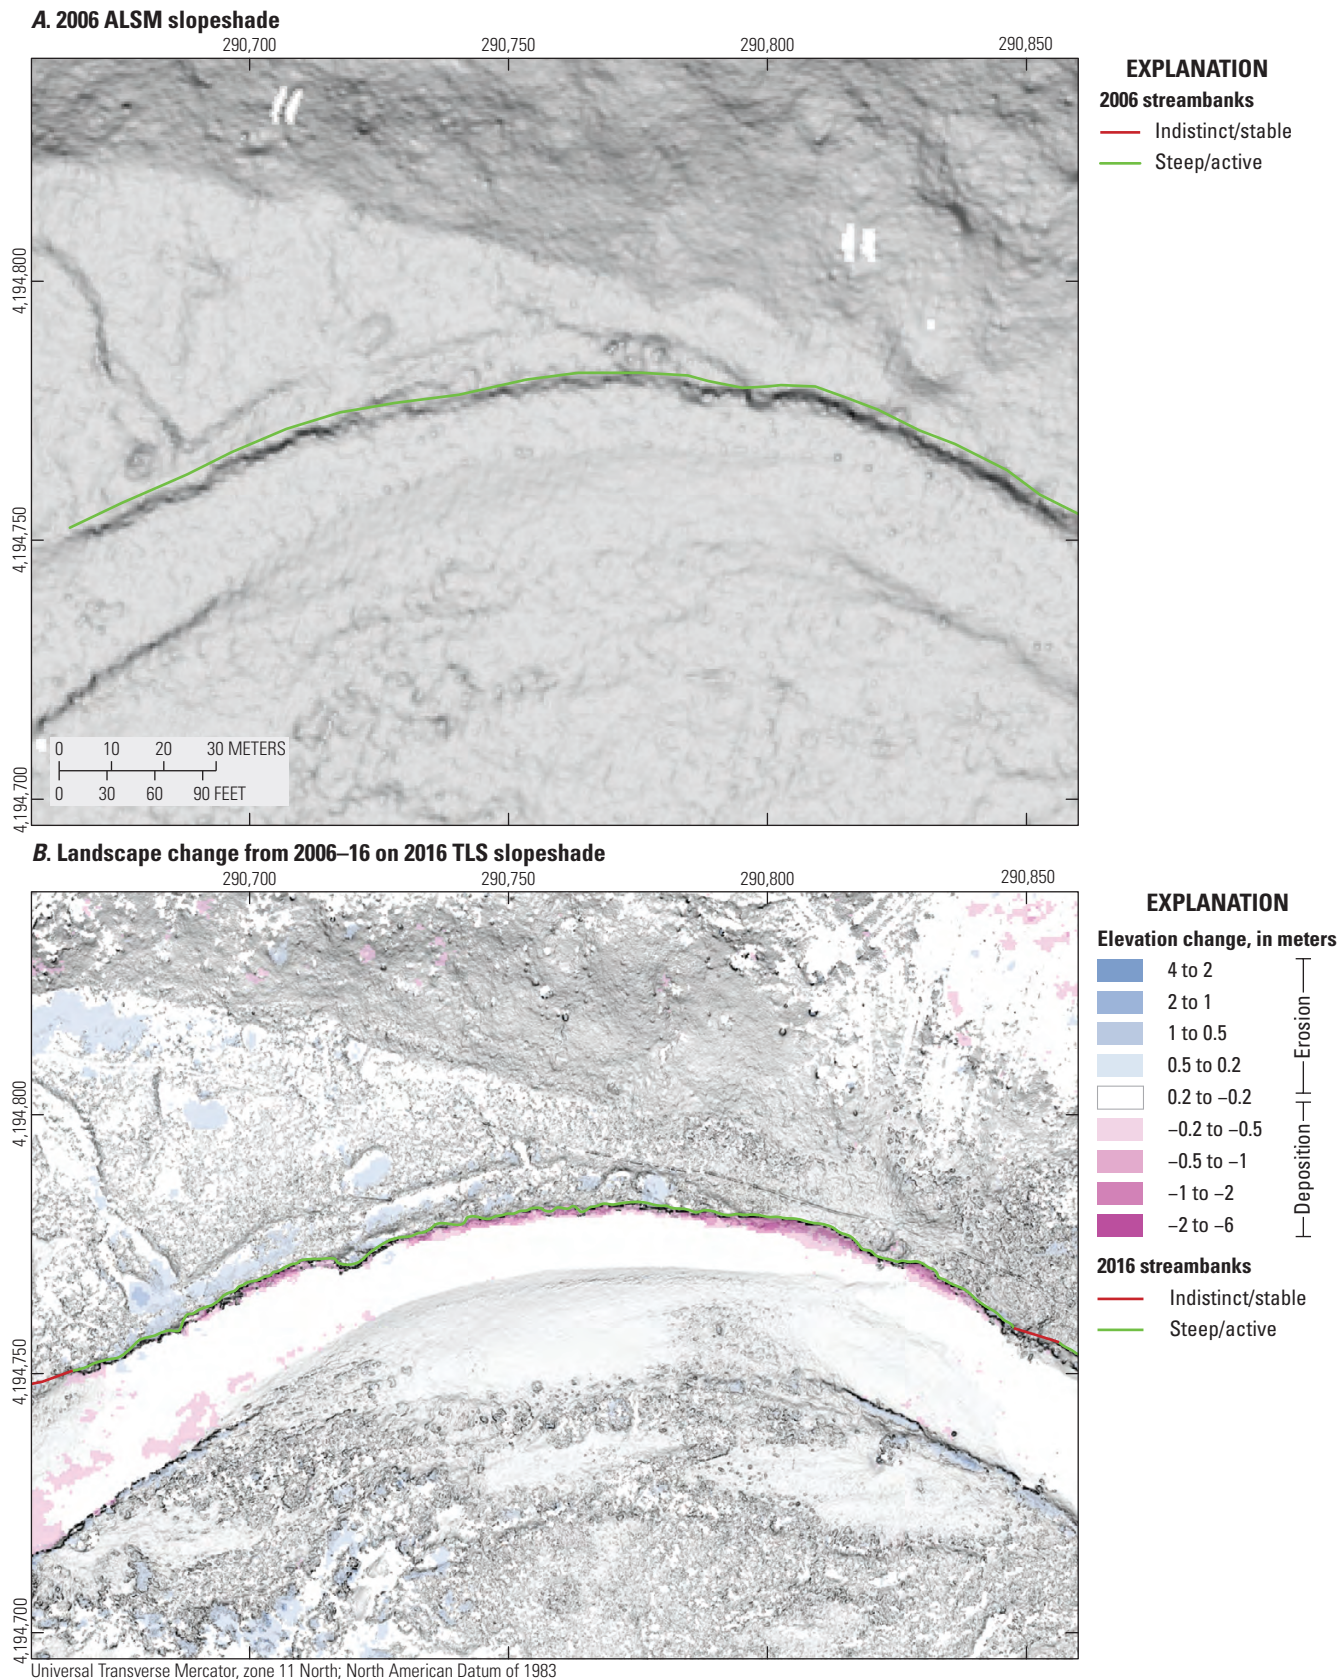 A. 2006 ALSM slopeshade
290,700 290,750 290,800 290,850
4,194,800
4,194,750
4,194,700
0 10 20 30 METERS
0 30 60 90 FEET
EXPLANATION
2006 streambanks
Indistinct/stable
Steep/active
B. Landscape change from 2006–16 on 2016 TLS slopeshade
290,700 290,750 290,800 290,850
4,194,800
4,194,750
4,194,700
EXPLANATION
Elevation change, in meters
4 to 2
2 to 1
1 to 0.5
0.5 to 0.2
0.2 to −0.2
−0.2 to −0.5
−0.5 to −1
−1 to −2
−2 to −6
Erosion
Deposition
2016 streambanks
Indistinct/stable
Steep/active
Universal Transverse Mercator, zone 11 North; North American Datum of 1983